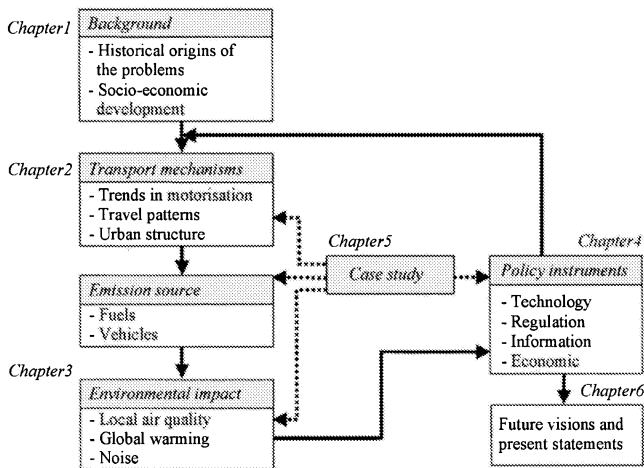 Chapter1
Background
- Historical origins of
the problems
- Socio-economic
development
Chapter2
Transport mechanisms
- Trends in motorisation
- Travel patterns
- Urban structure
Emission source
- Fuels
- Vehicles
Chapter3
Environmental impact
- Local air quality
- Global warming
- Noise
Chapter5
Case study
Chapter4
Policy instruments
- Technology
- Regulation
- Information
- Economic
Chapter6
Future visions and
present statements